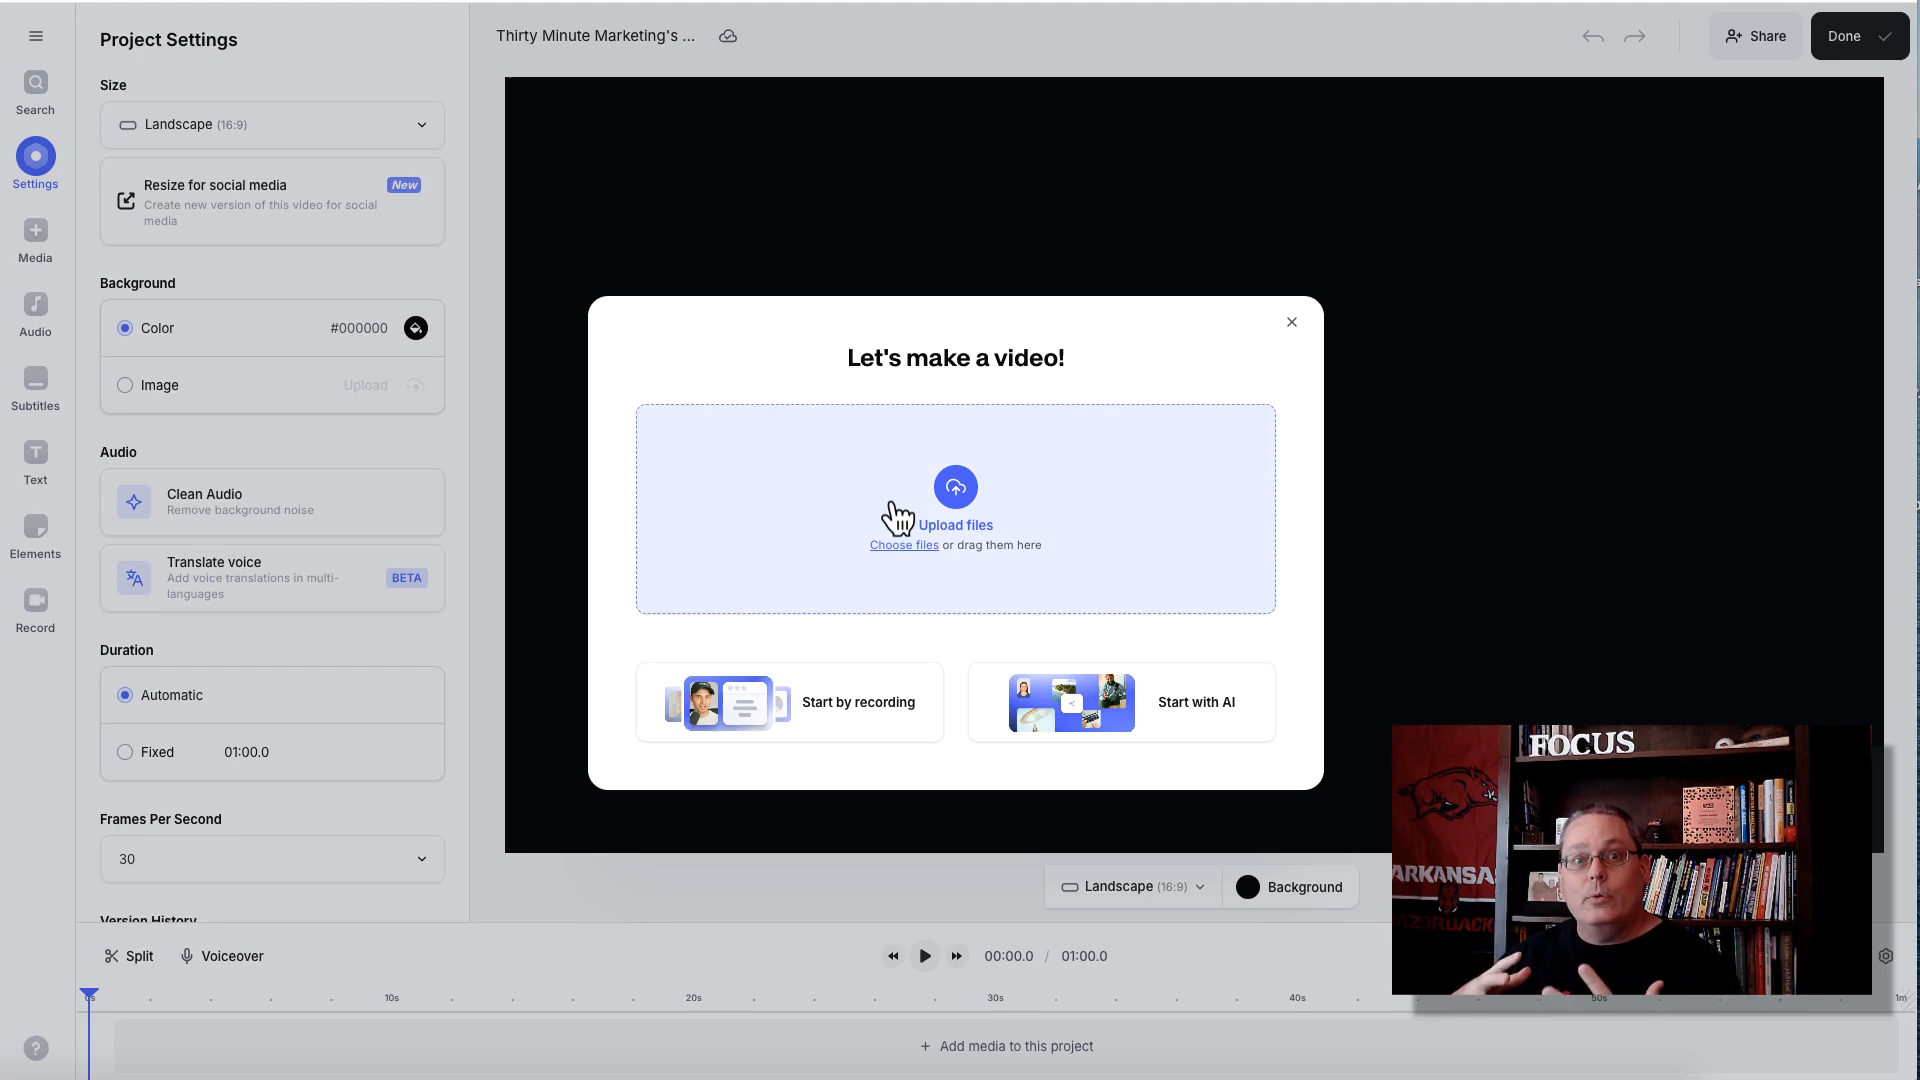 Project Settings
Thirty Minute Marketing's ...
Share
Done
Search
Settings
Media
Audio
Subtitles
Text
Elements
Record
Size
Landscape (16:9)
Resize for social media
New
Create new version of this video for social
media
Background
Color
#000000
Image
Upload
Audio
Clean Audio
Remove background noise
Translate voice
Add voice translations in multi-
languages
BETA
Duration
Automatic
Fixed
01:00.0
Frames Per Second
30
Version History
Let's make a video!
Upload files
Choose files or drag them here
Start by recording
Start with AI
FOCUS
ARKANSA
RAZORBACK
Landscape (16:9)
Background
Split
Voiceover
00:00.0 / 01:00.0
0s
10s
20s
30s
40s
50s
1m
?
+ Add media to this project